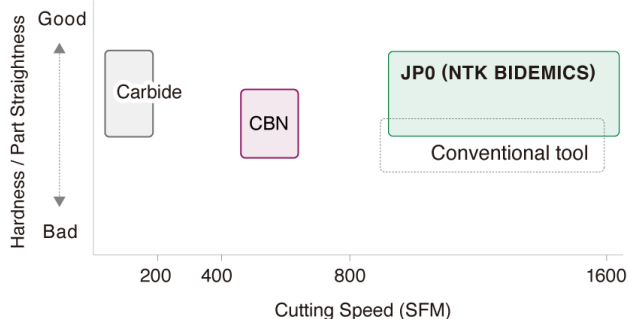 Good
Hardness / Part Straightness
Bad
Carbide
CBN
JP0 (NTK BIDEMICS)
Conventional tool
200
400
800
1600
Cutting Speed (SFM)